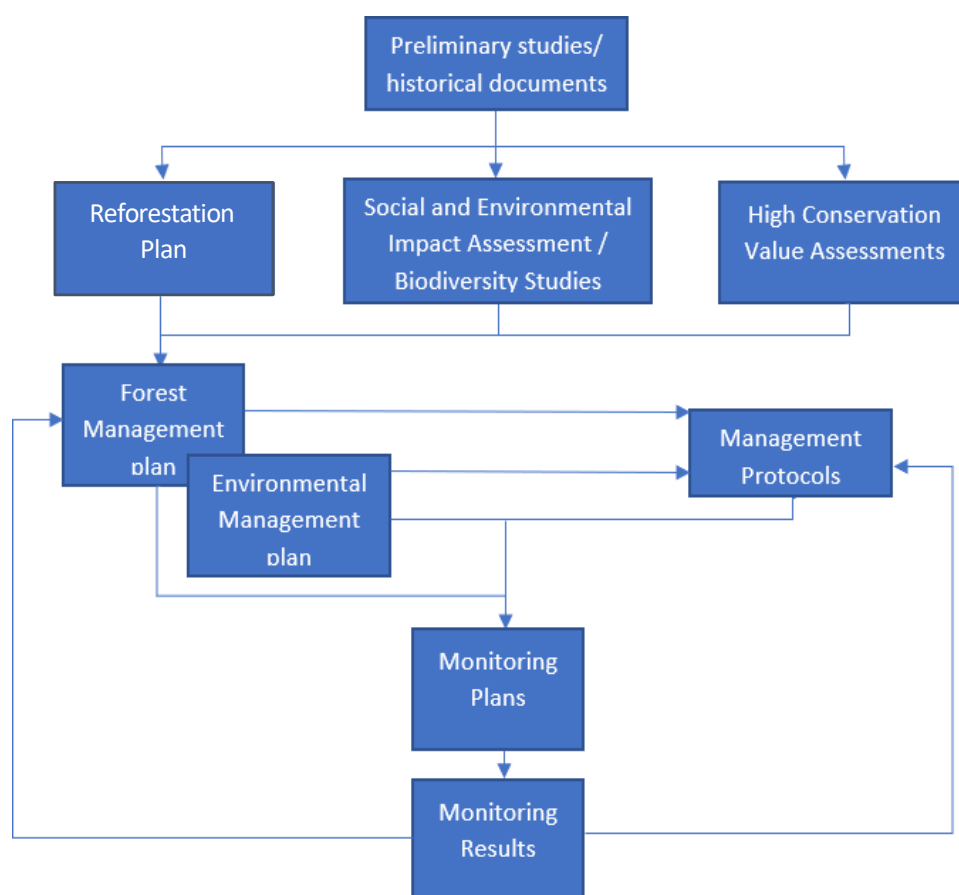 Preliminary studies/
historical documents
Reforestation
Plan
Social and Environmental
Impact Assessment /
Biodiversity Studies
High Conservation
Value Assessments
Forest
Management
plan
Environmental
Management
plan
Management
Protocols
Monitoring
Plans
Monitoring
Results